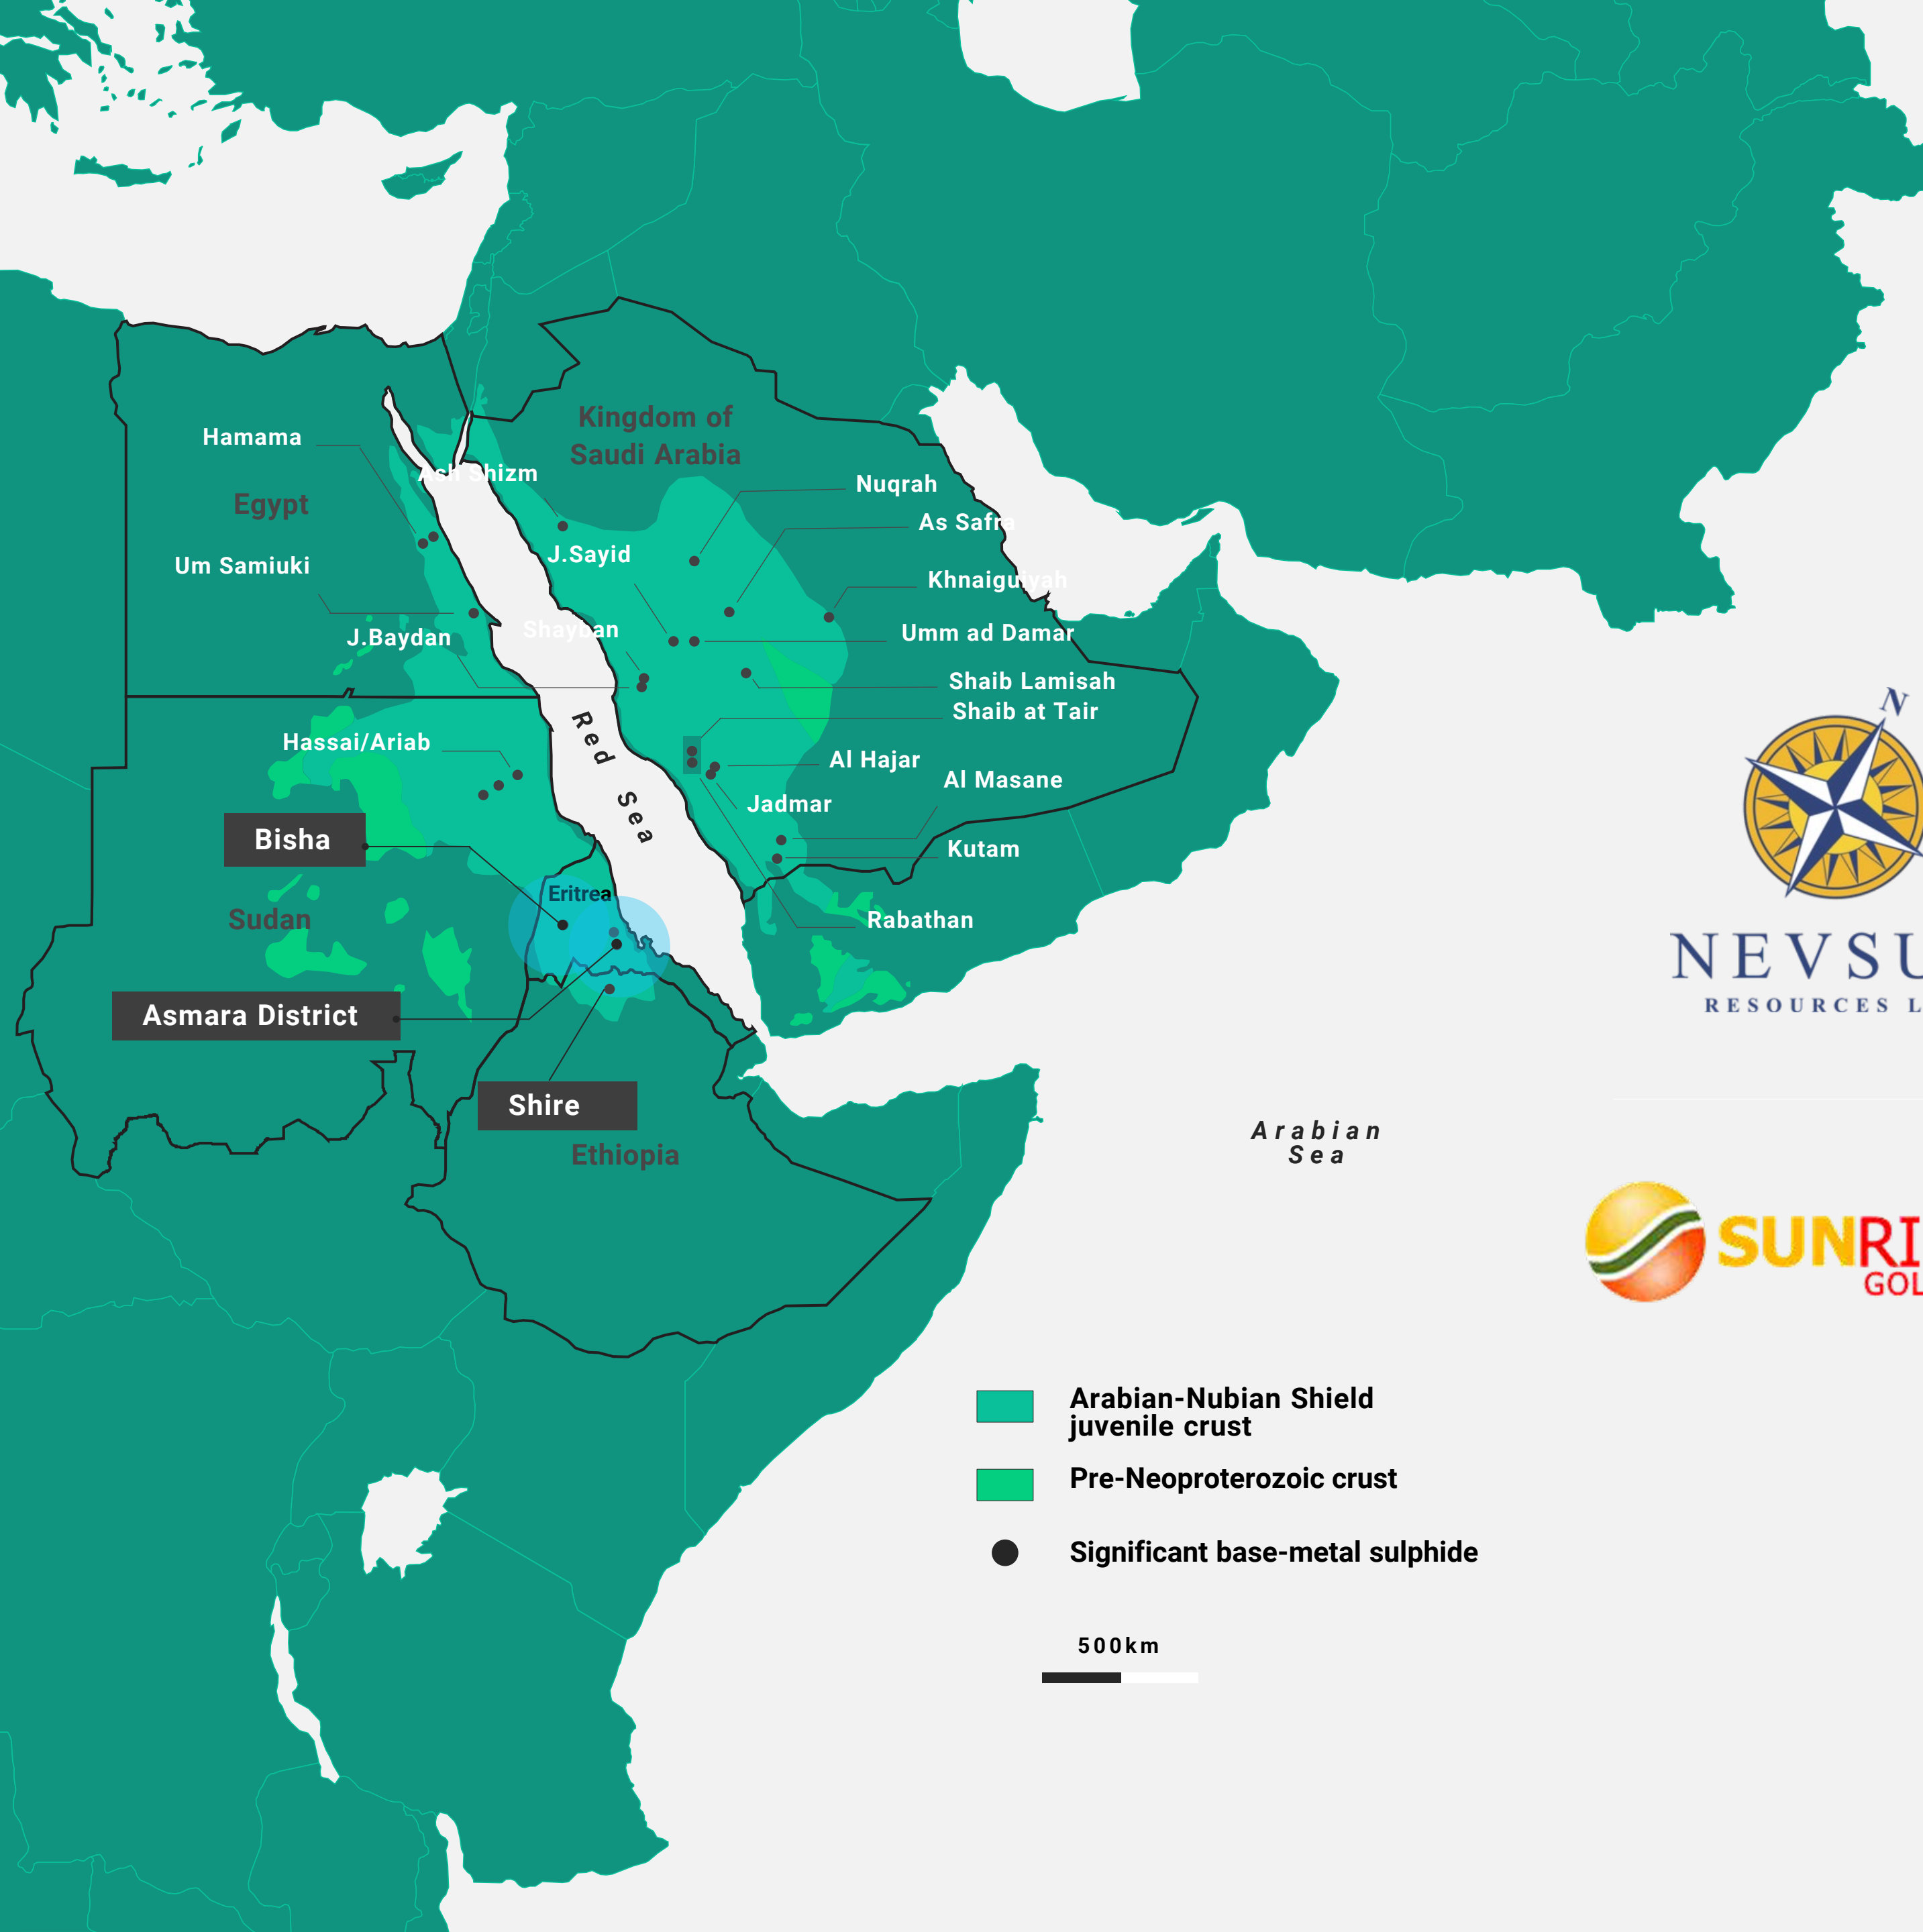 N
Kingdom of
Saudi Arabia
Hamama
Ash Shizm
Nuqrah
Egypt
As Safra
J.Sayid
Um Samiuki
Khnaiguiyah
Shayban
Umm ad Damar
J.Baydan
Shaib Lamisah
Shaib at Tair
Red Sea
Hassai/Ariab
Al Hajar
Al Masane
Jadmar
Bisha
Kutam
Eritrea
Sudan
Rabathan
NEVSU
RESOURCES L
Asmara District
Shire
Arabian
Sea
Ethiopia
SUNRI
GOL
Arabian-Nubian Shield
juvenile crust
Pre-Neoproterozoic crust
Significant base-metal sulphide
500km